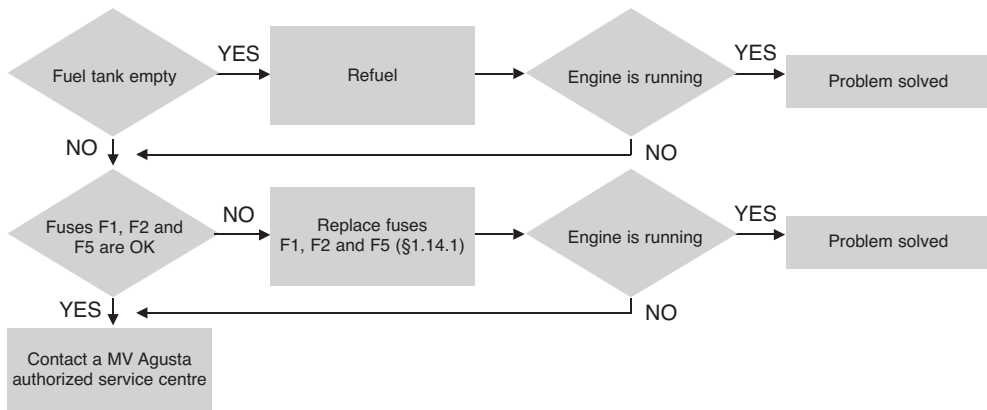 Fuel tank empty
YES
Refuel
Engine is running
YES
Problem solved
NO
NO
Fuses F1, F2 and
F5 are OK
NO
Replace fuses
F1, F2 and F5 (§1.14.1)
Engine is running
YES
Problem solved
YES
NO
Contact a MV Agusta
authorized service centre